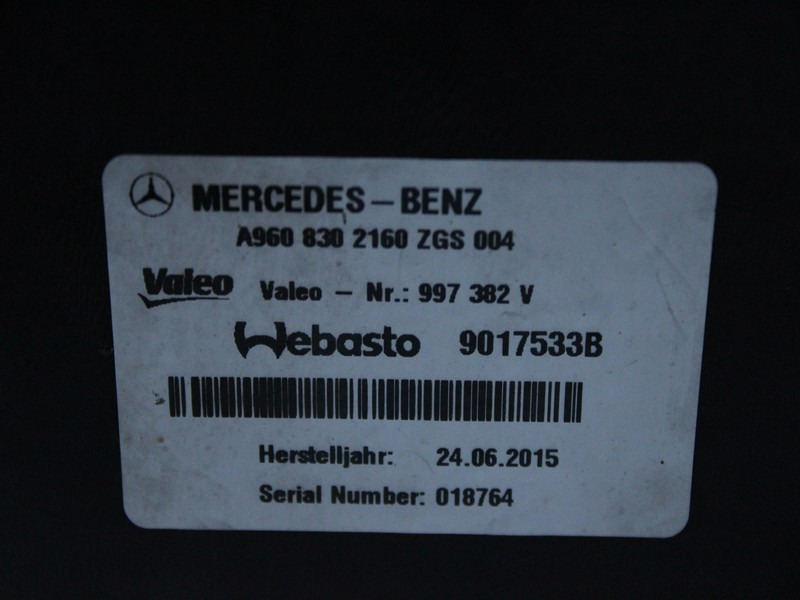 MERCEDES-BENZ
A960 830 2160 ZGS 004
Valeo Valeo - Nr.: 997 382 V
Webasto 9017533B
Herstelljahr: 24.06.2015
Serial Number: 018764